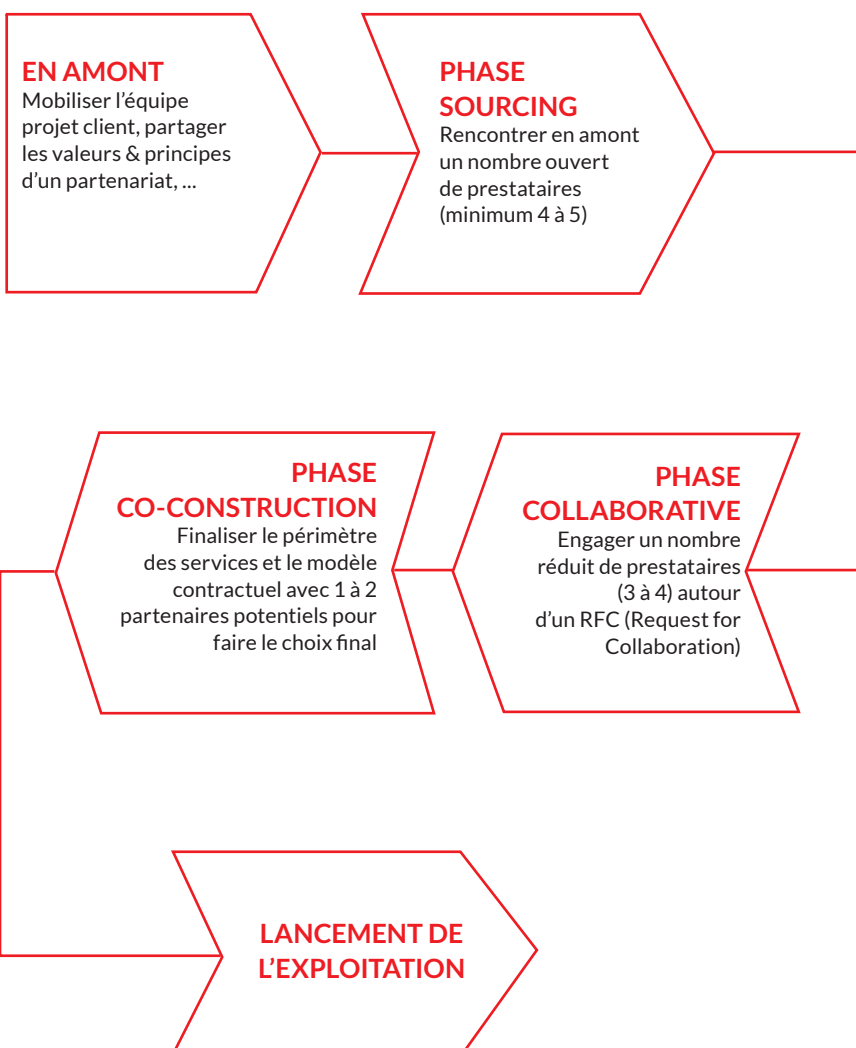 EN AMONT
Mobiliser l’équipe
projet client, partager
les valeurs & principes
d’un partenariat, ...
PHASE
SOURCING
Rencontrer en amont
un nombre ouvert
de prestataires
(minimum 4 à 5)
PHASE
COLLABORATIVE
Engager un nombre
réduit de prestataires
(3 à 4) autour
d’un RFC (Request for
Collaboration)
PHASE
CO-CONSTRUCTION
Finaliser le périmètre
des services et le modèle
contractuel avec 1 à 2
partenaires potentiels pour
faire le choix final
LANCEMENT DE
L’EXPLOITATION